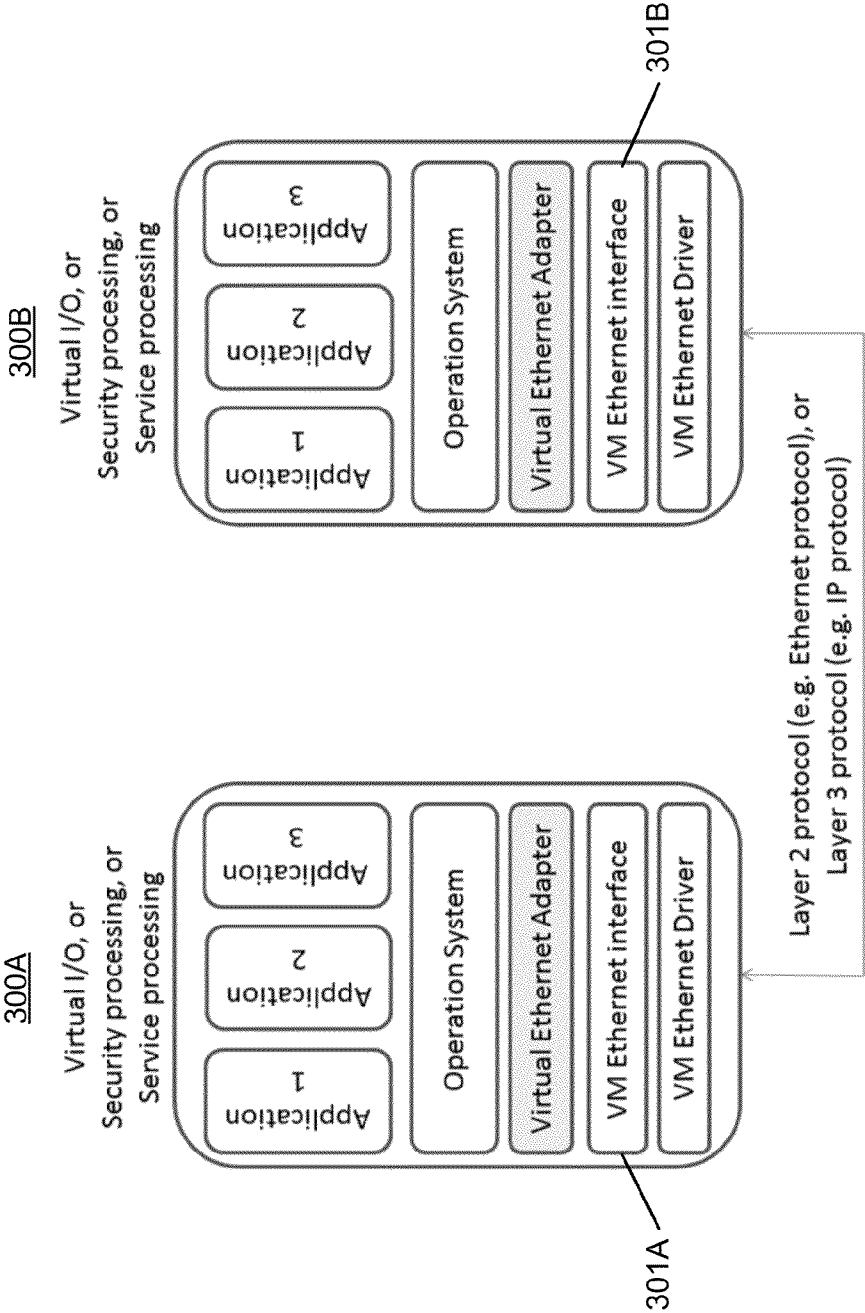 300A
Virtual I/O, or
Security processing, or
Service processing
Application
1
Application
2
Application
3
Operation System
Virtual Ethernet Adapter
VM Ethernet interface
VM Ethernet Driver
301A
300B
Virtual I/O, or
Security processing, or
Service processing
Application
1
Application
2
Application
3
Operation System
Virtual Ethernet Adapter
VM Ethernet interface
VM Ethernet Driver
301B
Layer 2 protocol (e.g. Ethernet protocol), or
Layer 3 protocol (e.g. IP protocol)